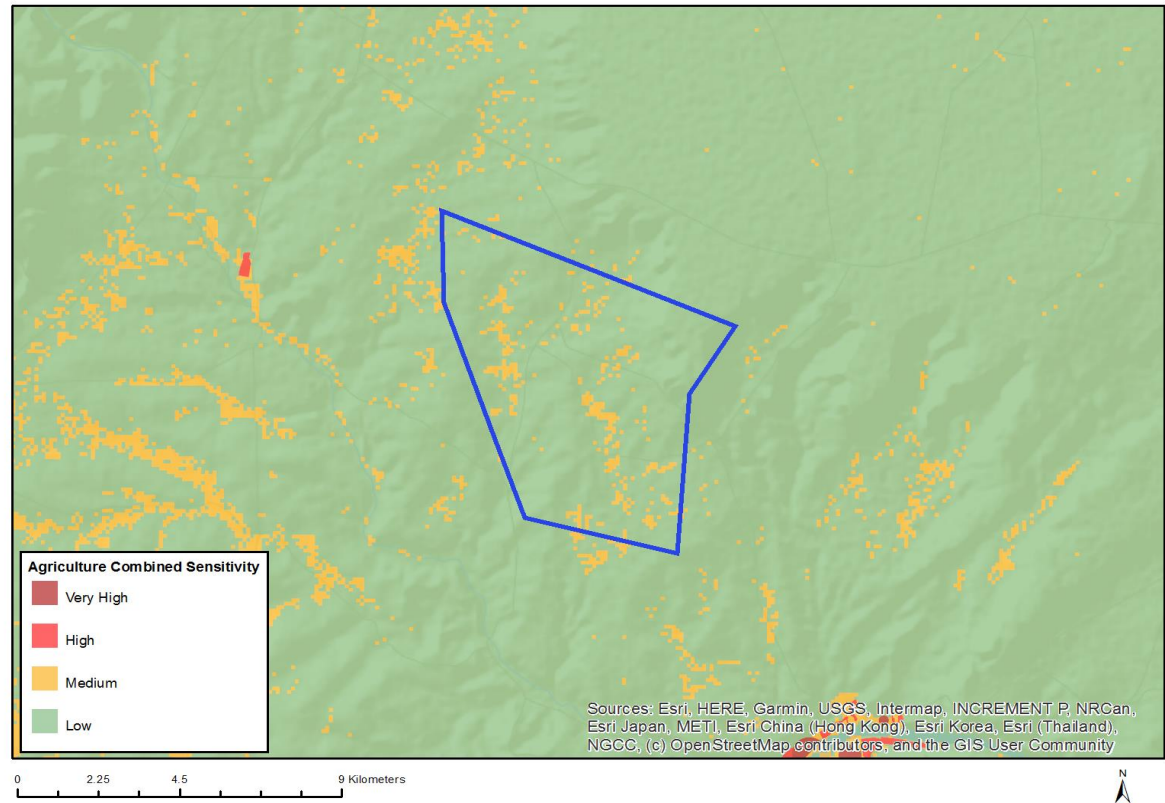 Agriculture Combined Sensitivity
Very High
High
Medium
Low
Sources: Esri, HERE, Garmin, USGS, Intermap, INCREMENT P, NRCan,
Esri Japan, METI, Esri China (Hong Kong), Esri Korea, Esri (Thailand),
NGCC, (c) OpenStreetMap contributors, and the GIS User Community
0 2.25 4.5 9 Kilometers
N